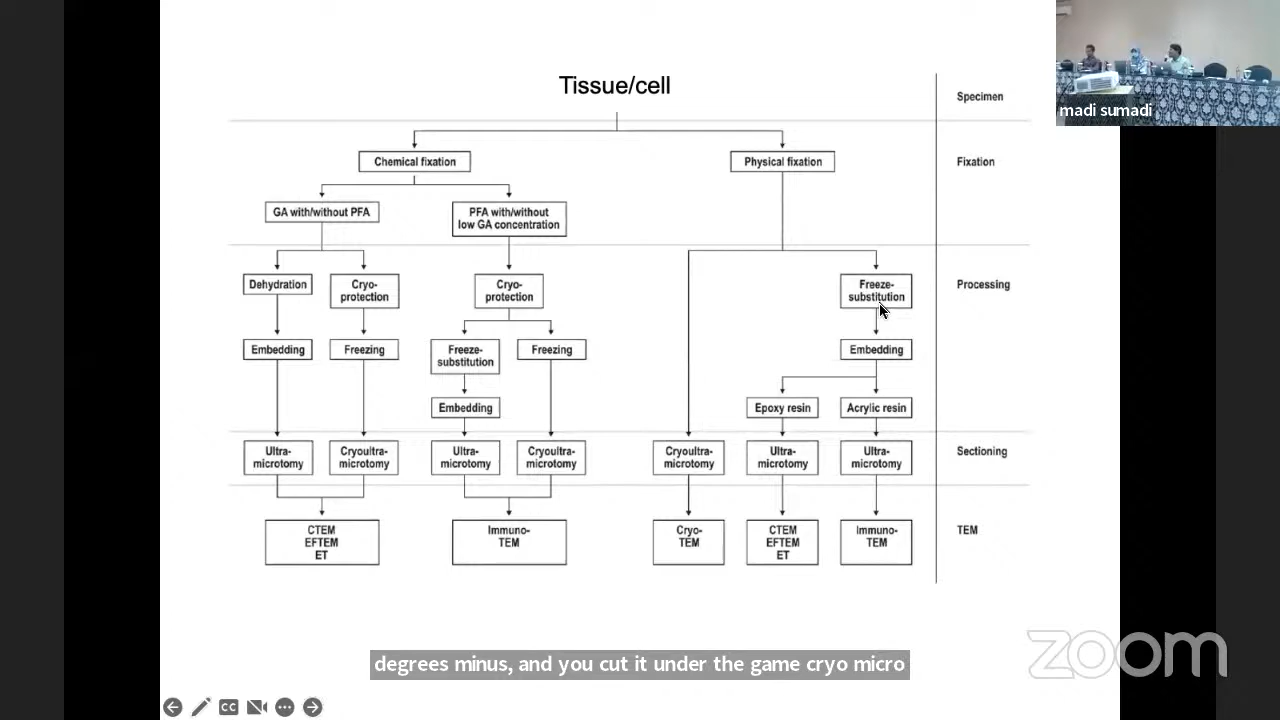 Tissue/cell
Specimen
madi sumadi
Chemical fixation
Physical fixation
Fixation
GA with/without PFA
PFA with/without
low GA concentration
Dehydration
Cryo-
protection
Cryo-
protection
Freeze-
substitution
Processing
Embedding
Freezing
Freeze-
substitution
Freezing
Embedding
Embedding
Epoxy resin
Acrylic resin
Ultra-
microtomy
Cryoultra-
microtomy
Ultra-
microtomy
Cryoultra-
microtomy
Cryoultra-
microtomy
Ultra-
microtomy
Ultra-
microtomy
Sectioning
CTEM
EFTEM
ET
Immuno-
TEM
Cryo-
TEM
CTEM
EFTEM
ET
Immuno-
TEM
TEM
degrees minus, and you cut it under the game cryo micro
zoom
CC